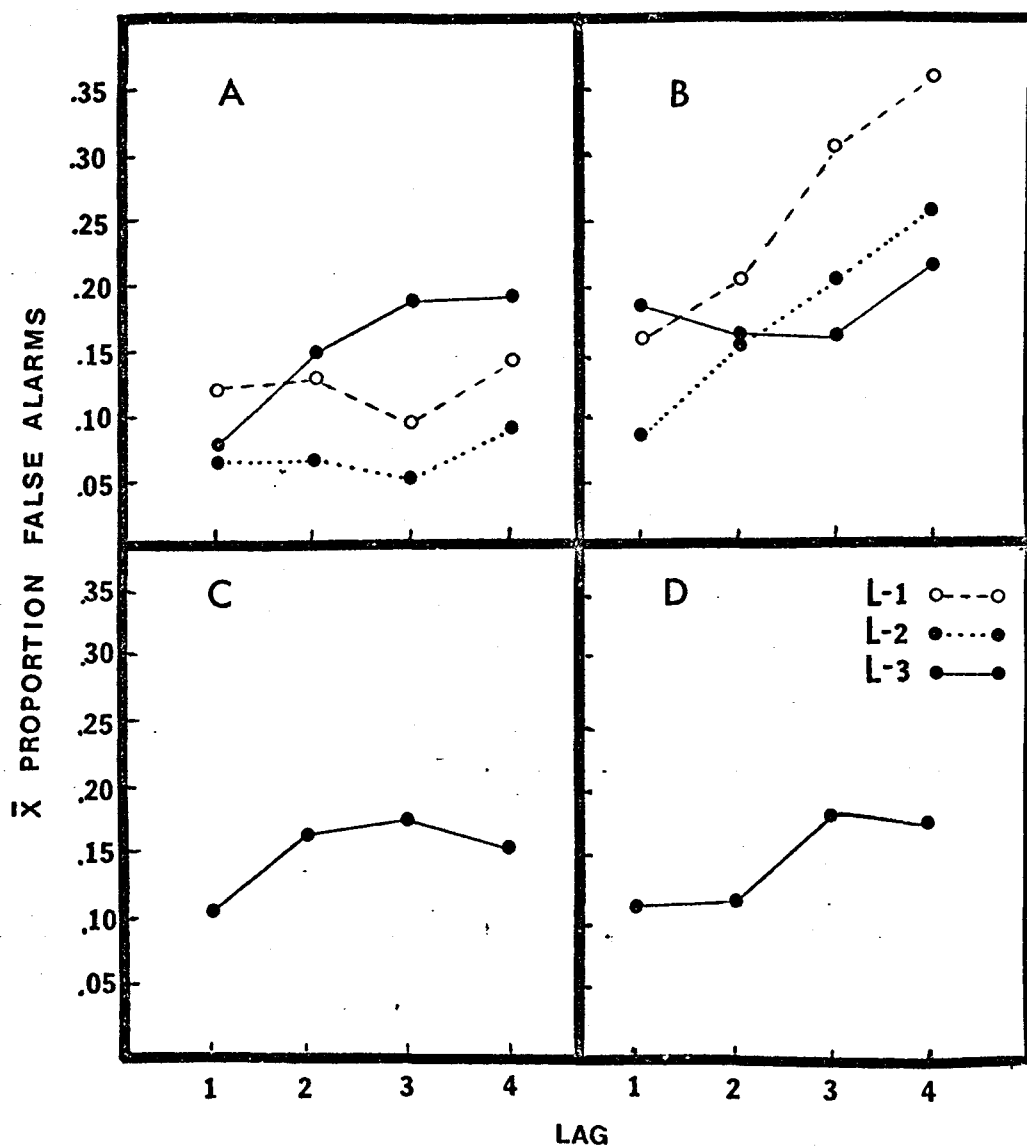 X̄ PROPORTION FALSE ALARMS
A
.35
.30
.25
.20
.15
.10
.05
B
C
.35
.30
.25
.20
.15
.10
.05
D
L-1
L-2
L-3
1 2 3 4
1 2 3 4
LAG